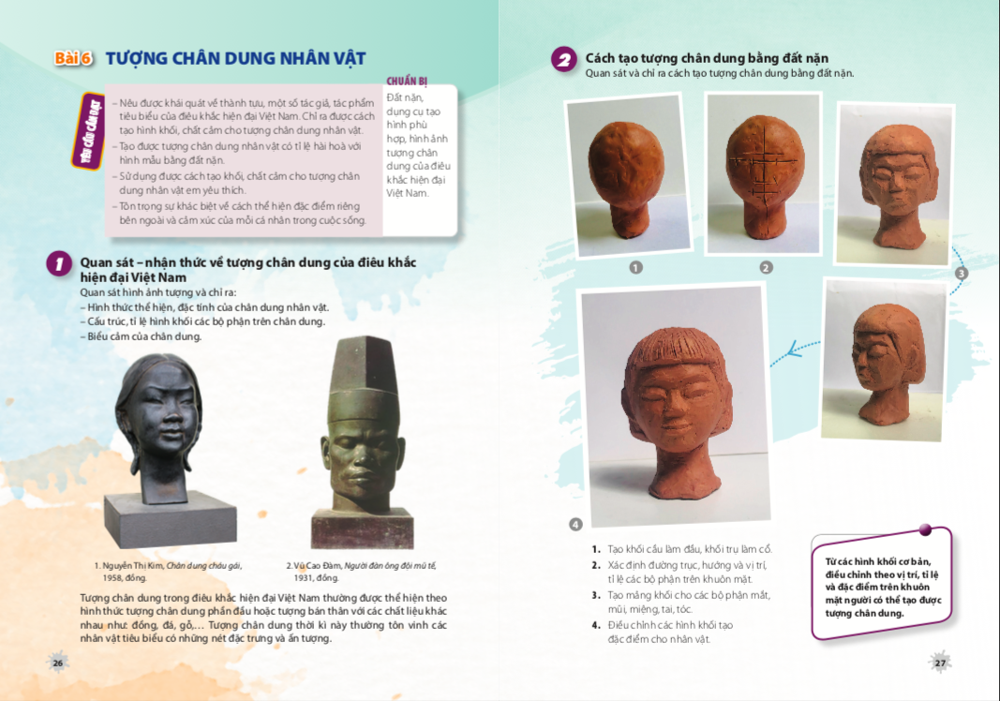 Bài 6 TƯỢNG CHÂN DUNG NHÂN VẬT
YÊU CẦU CẦN ĐẠT
– Nêu được khái quát về thành tựu, một số tác giả, tác phẩm
tiêu biểu của điêu khắc hiện đại Việt Nam. Chỉ ra được cách
tạo hình khối, chất cảm cho tượng chân dung nhân vật.
– Tạo được tượng chân dung nhân vật có tỉ lệ hài hoà với
hình mẫu bằng đất nặn.
– Sử dụng được cách tạo khối, chất cảm cho tượng chân
dung nhân vật em yêu thích.
– Tôn trọng sự khác biệt về cách thể hiện đặc điểm riêng
bên ngoài và cảm xúc của mỗi cá nhân trong cuộc sống.
CHUẨN BỊ
Đất nặn,
dụng cụ tạo
hình phù
hợp, hình ảnh
tượng chân
dung của điêu
khắc hiện đại
Việt Nam.
1 Quan sát – nhận thức về tượng chân dung của điêu khắc
hiện đại Việt Nam
Quan sát hình ảnh tượng và chỉ ra:
– Hình thức thể hiện, đặc tính của chân dung nhân vật.
– Cấu trúc, tỉ lệ hình khối các bộ phận trên chân dung.
– Biểu cảm của chân dung.
1. Nguyễn Thị Kim, Chân dung cháu gái,
1958, đồng.
2. Vũ Cao Đàm, Người đàn ông đội mũ tế,
1931, đồng.
Tượng chân dung trong điêu khắc hiện đại Việt Nam thường được thể hiện theo
hình thức tượng chân dung phần đầu hoặc tượng bán thân với các chất liệu khác
nhau như: đồng, đá, gỗ,... Tượng chân dung thời kì này thường tôn vinh các
nhân vật tiêu biểu có những nét đặc trưng và ấn tượng.
26
2 Cách tạo tượng chân dung bằng đất nặn
Quan sát và chỉ ra cách tạo tượng chân dung bằng đất nặn.
1
2
3
4
1. Tạo khối cầu làm đầu, khối trụ làm cổ.
2. Xác định đường trục, hướng và vị trí,
tỉ lệ các bộ phận trên khuôn mặt.
3. Tạo mảng khối cho các bộ phận mắt,
mũi, miệng, tai, tóc.
4. Điều chỉnh các hình khối tạo
đặc điểm cho nhân vật.
Từ các hình khối cơ bản,
điều chỉnh theo vị trí, tỉ lệ
và đặc điểm trên khuôn
mặt người có thể tạo được
tượng chân dung.
27